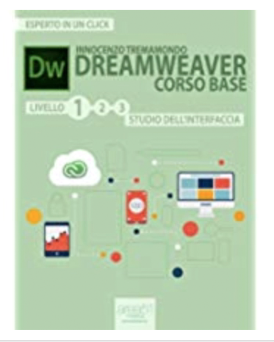 ESPERTO IN UN CLICK
INNOCENZO TREMAMONDO
Dw
DREAMWEAVER
CORSO BASE
LIVELLO 1 2 3
STUDIO DELL'INTERFACCIA